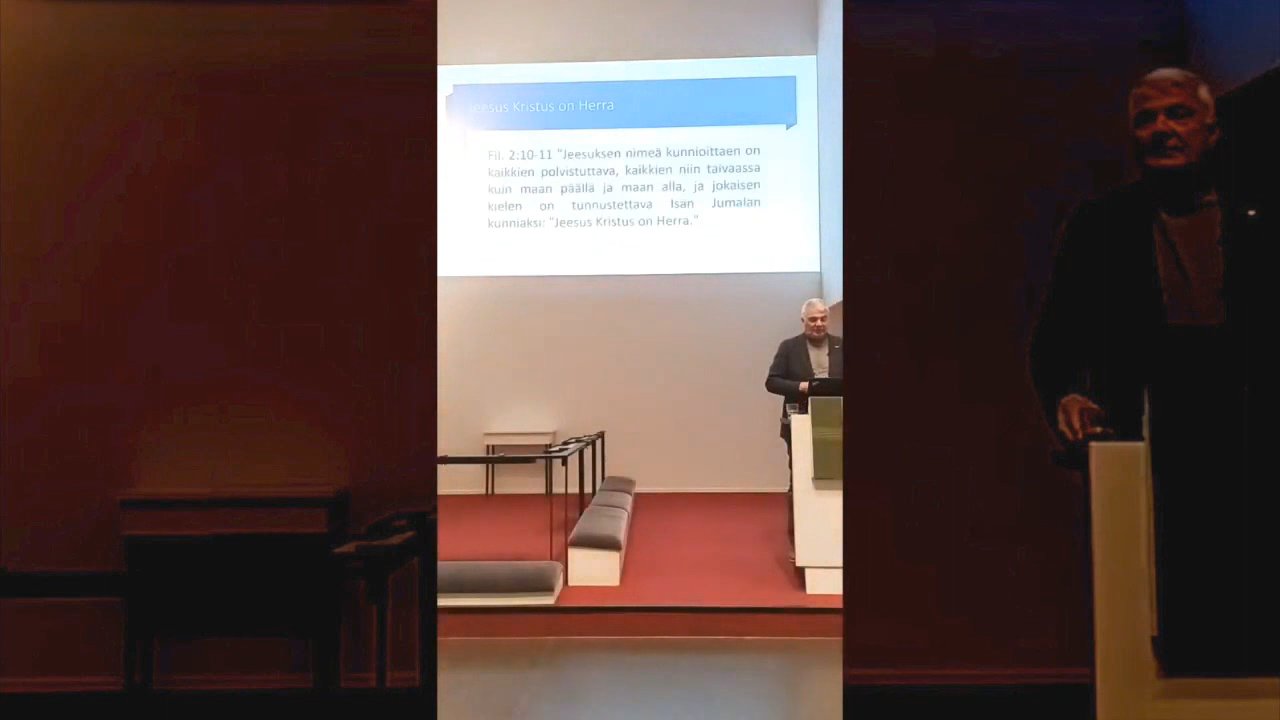 Jeesus Kristus on Herra
Fil. 2:10-11 "Jeesuksen nimeä kunnioittaen on
kaikkien polvistuttava, kaikkien niin taivaassa
kuin maan päällä ja maan alla, ja jokaisen
kielen on tunnustettava Isän Jumalan
kunniaksi: "Jeesus Kristus on Herra."